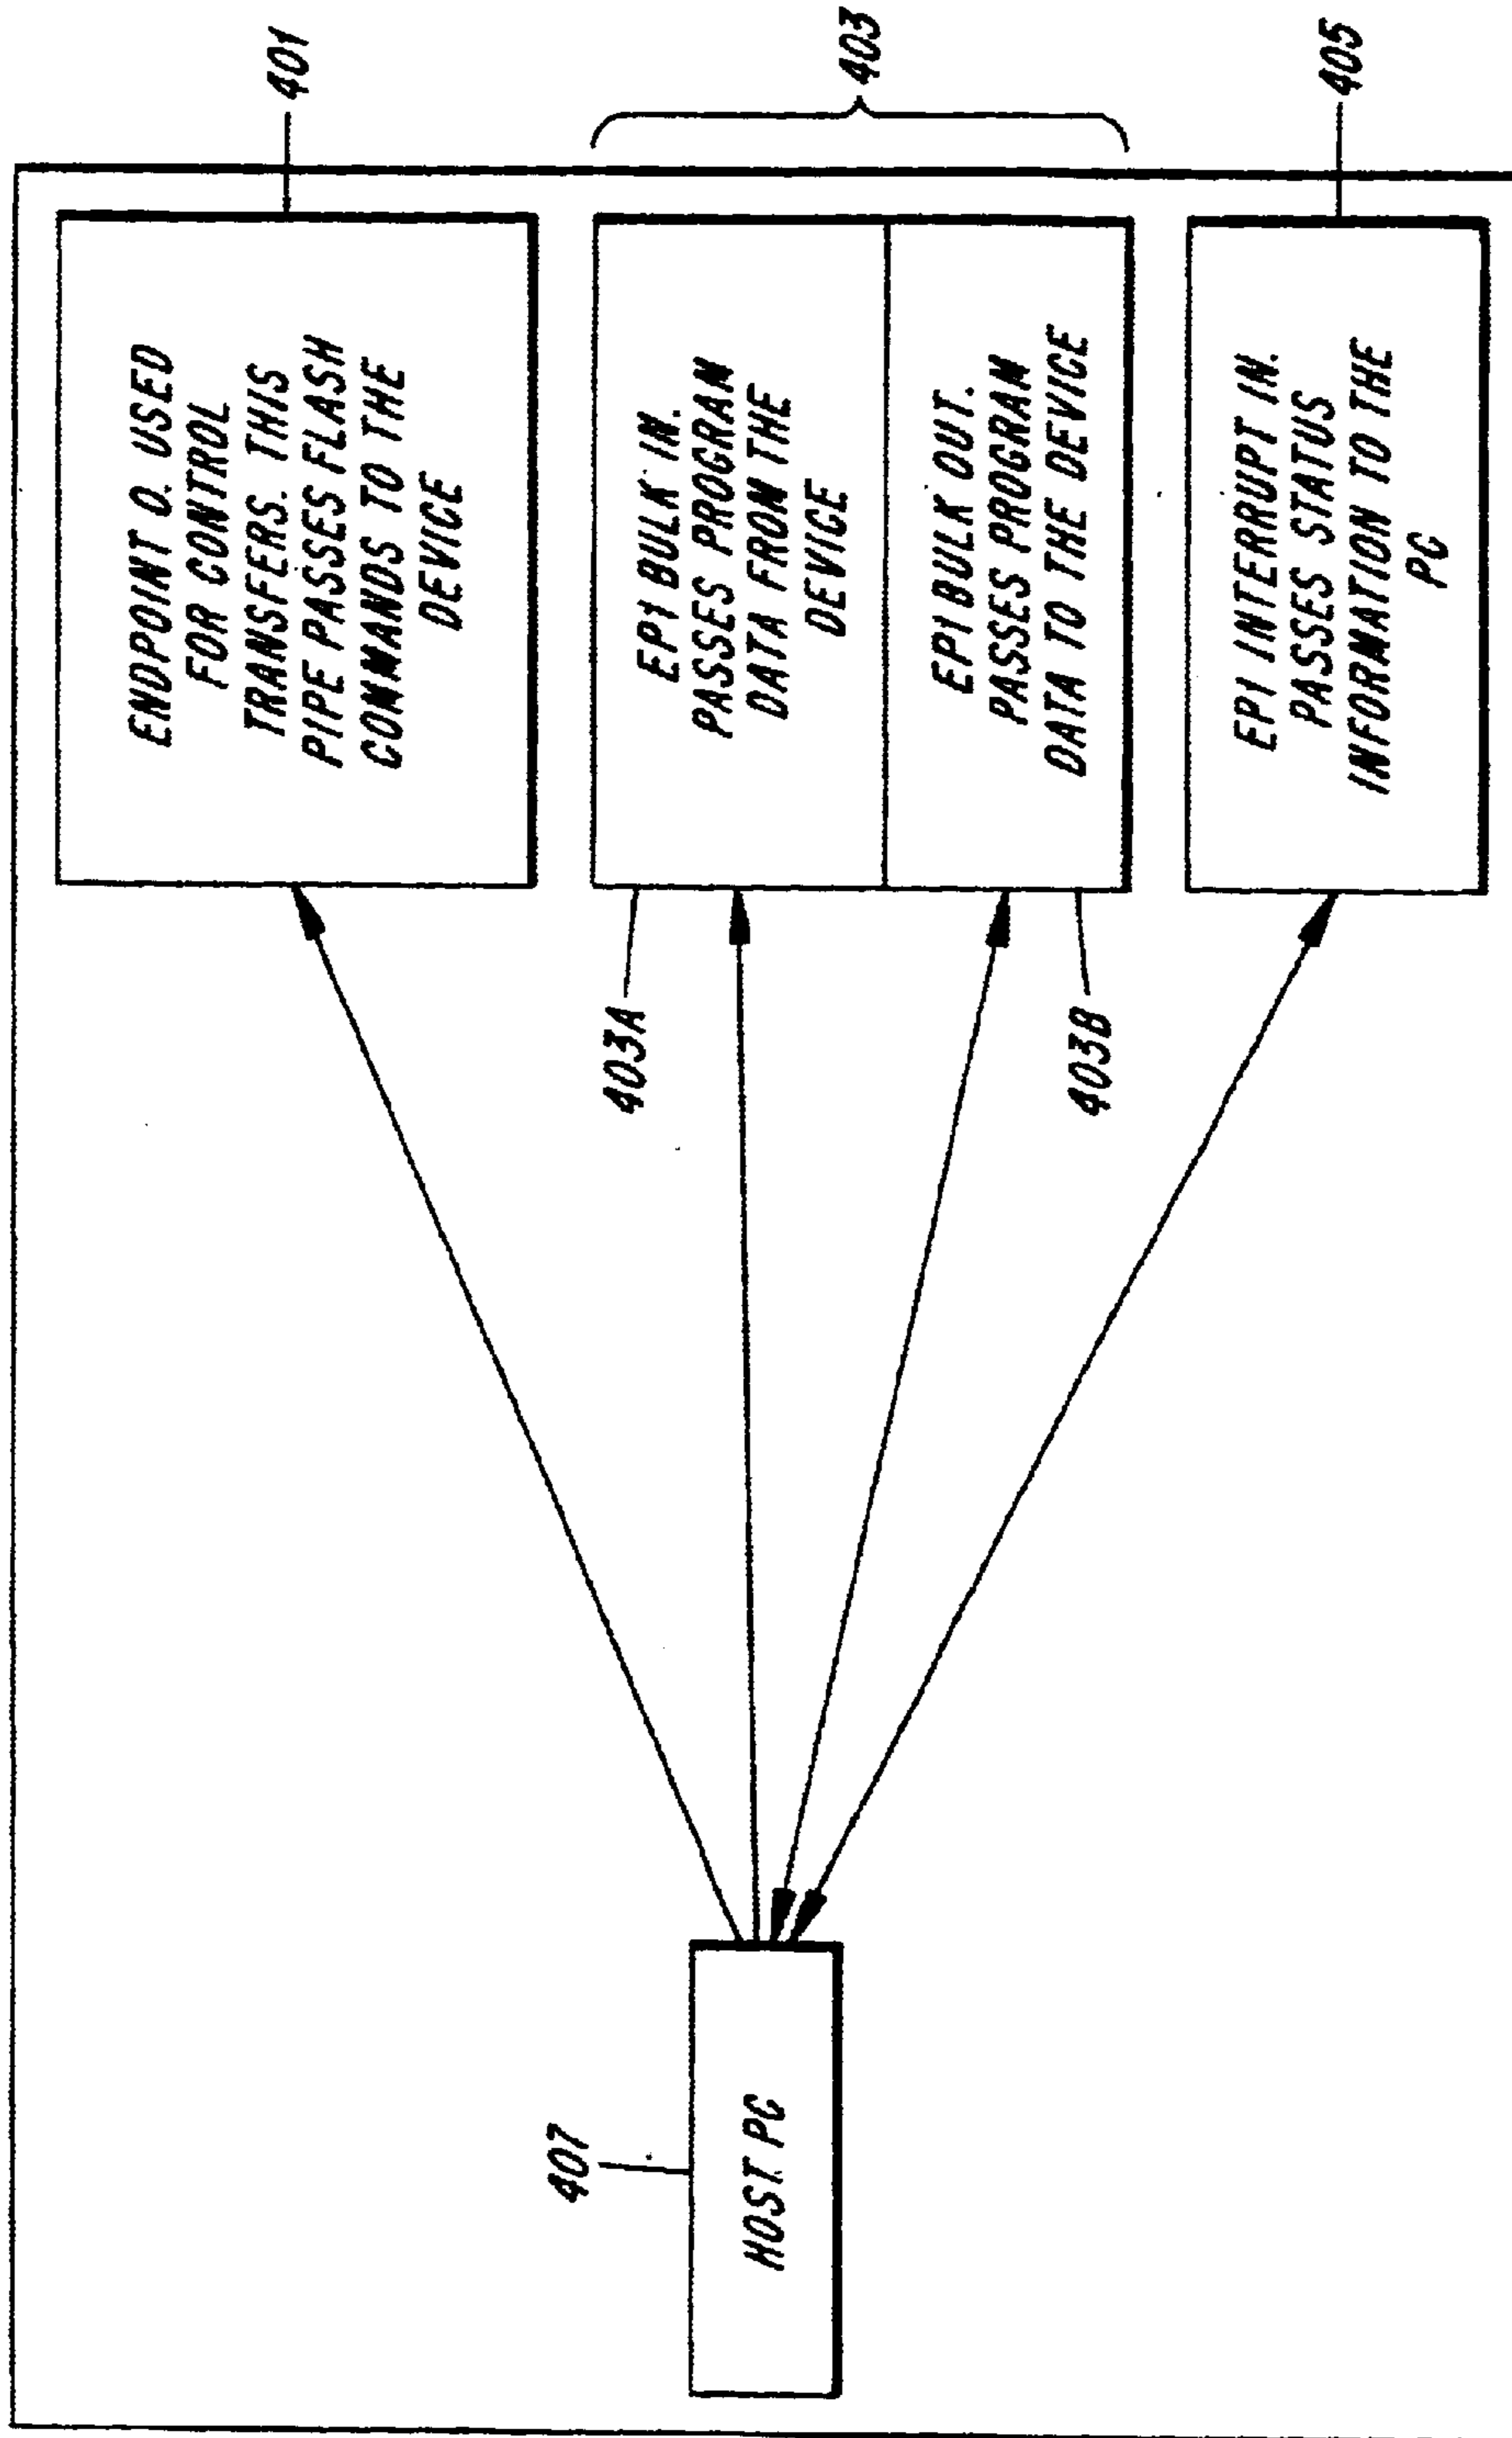 401
ENDPOINT 0. USED
FOR CONTROL
TRANSFERS. THIS
PIPE PASSES FLASH
COMMANDS TO THE
DEVICE
403
403A
EP1 BULK IN.
PASSES PROGRAM
DATA FROM THE
DEVICE
403B
EP1 BULK OUT.
PASSES PROGRAM
DATA TO THE DEVICE
405
EP1 INTERRUPT IN.
PASSES STATUS
INFORMATION TO THE
PC
407
HOST PC